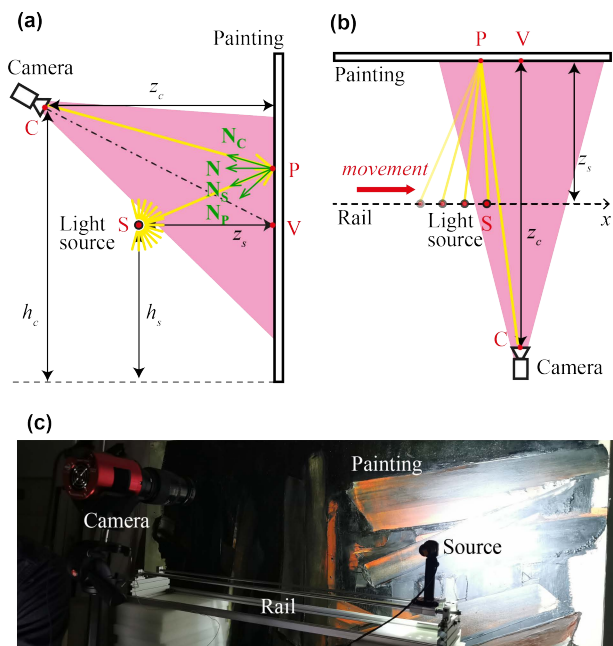 (a)
Painting
Camera
z_c
C
N_C
N
P
N_S
N_P
S
V
Light
source
z_s
h_c
h_s
(b)
P
V
Painting
movement
z_s
Rail
Light
source
S
x
z_c
C
Camera
(c)
Painting
Camera
Source
Rail